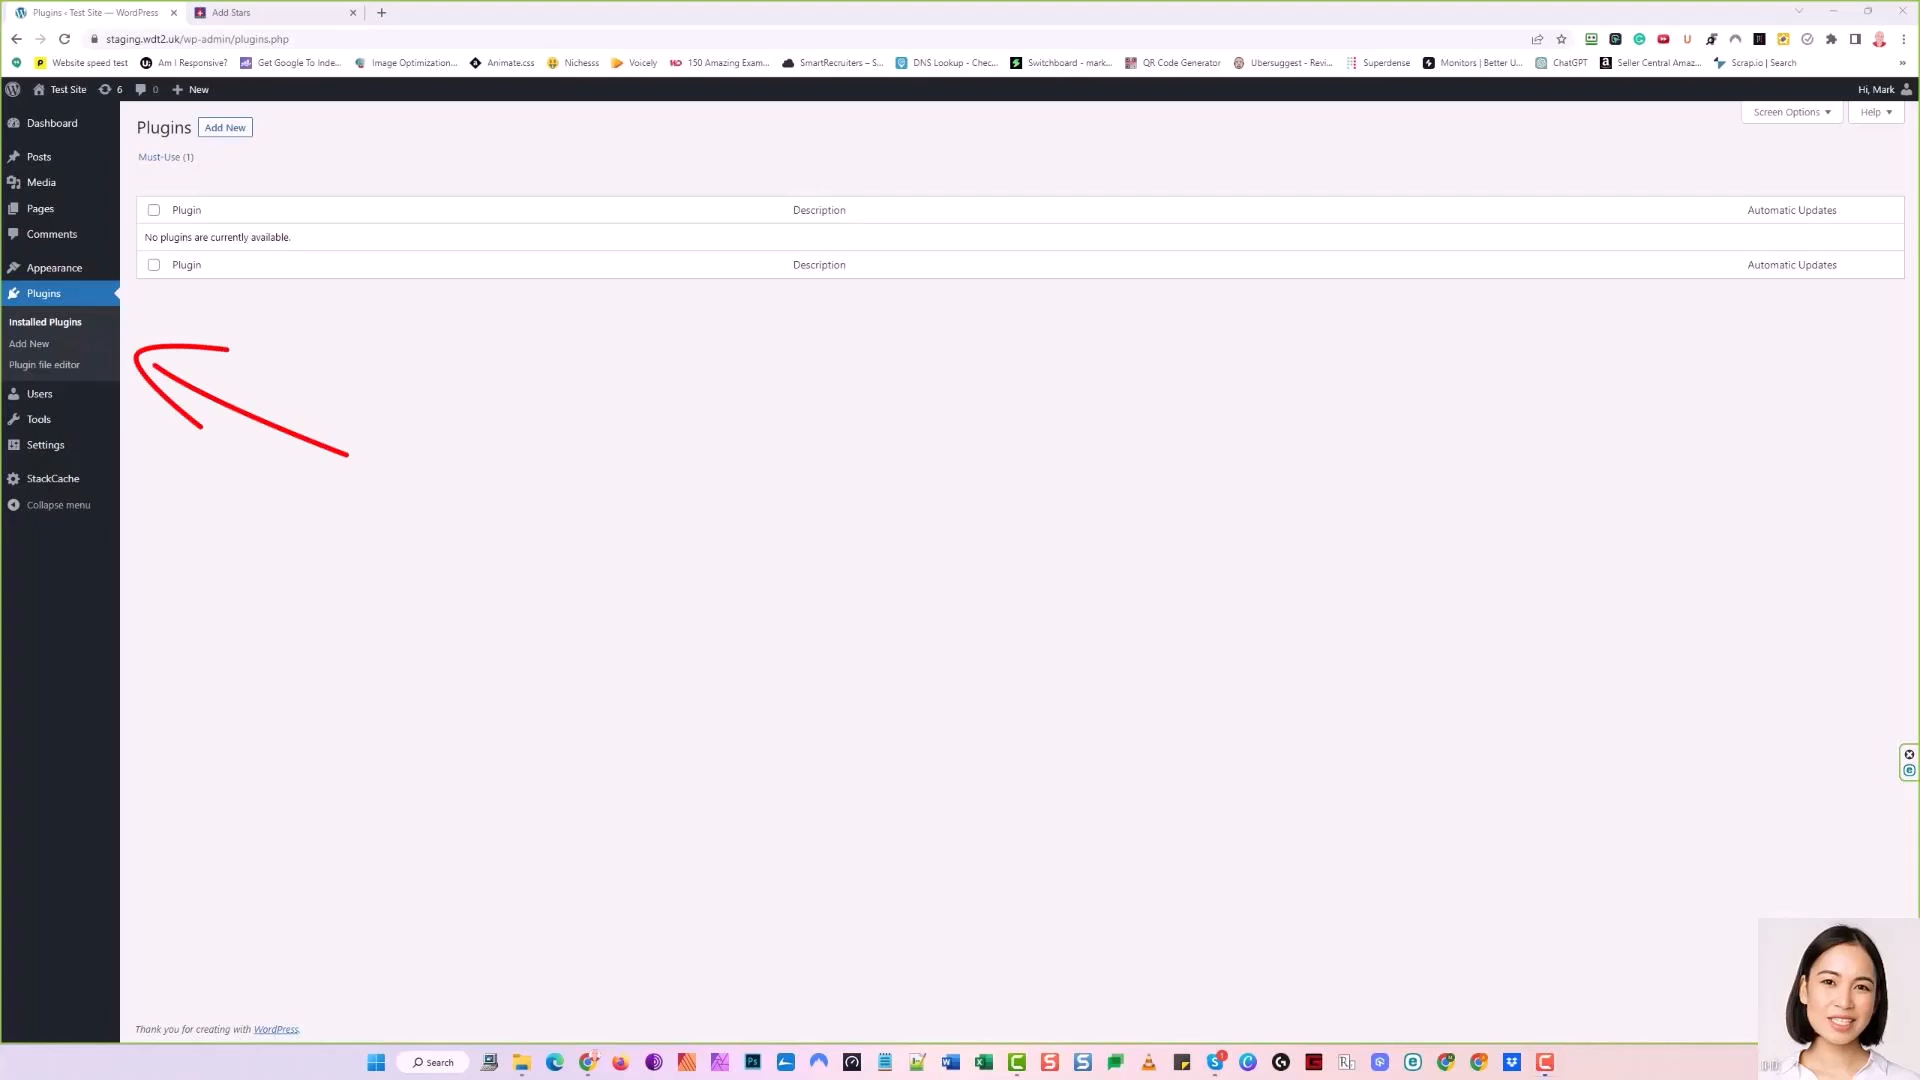 Plugins ‹ Test Site — WordPress
Add Stars
staging.wdt2.uk/wp-admin/plugins.php
Website speed test
Am I Responsive?
Get Google To Inde...
Image Optimization...
Animate.css
Nichesss
Voicely
150 Amazing Exam...
SmartRecruiters – S...
DNS Lookup - Chec...
Switchboard - mark...
QR Code Generator
Ubersuggest - Revi...
Superdense
Monitors | Better U...
ChatGPT
Seller Central Amaz...
Scrap.io | Search
Test Site
6
0
New
Hi, Mark
Dashboard
Posts
Media
Pages
Comments
Appearance
Plugins
Installed Plugins
Add New
Plugin file editor
Users
Tools
Settings
StackCache
Collapse menu
Plugins
Add New
Screen Options
Help
Must-Use (1)
Plugin
Description
Automatic Updates
No plugins are currently available.
Plugin
Description
Automatic Updates
Thank you for creating with WordPress.
Search